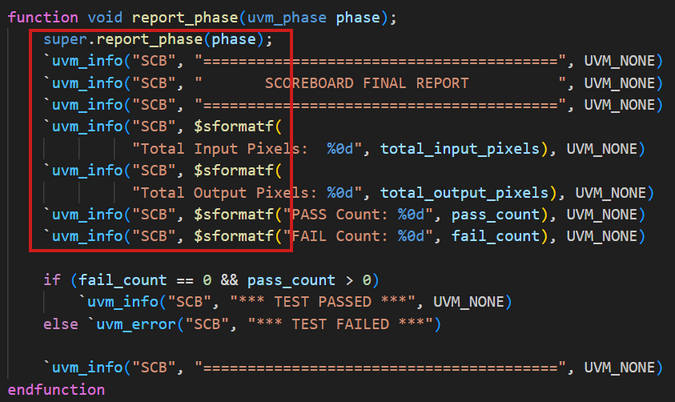 function void report_phase(uvm_phase phase);
super.report_phase(phase);
`uvm_info("SCB", "========================================", UVM_NONE)
`uvm_info("SCB", "       SCOREBOARD FINAL REPORT          ", UVM_NONE)
`uvm_info("SCB", "========================================", UVM_NONE)
`uvm_info("SCB", $sformatf(
"Total Input Pixels:  %0d", total_input_pixels), UVM_NONE)
`uvm_info("SCB", $sformatf(
"Total Output Pixels: %0d", total_output_pixels), UVM_NONE)
`uvm_info("SCB", $sformatf("PASS Count: %0d", pass_count), UVM_NONE)
`uvm_info("SCB", $sformatf("FAIL Count: %0d", fail_count), UVM_NONE)
if (fail_count == 0 && pass_count > 0)
`uvm_info("SCB", "*** TEST PASSED ***", UVM_NONE)
else `uvm_error("SCB", "*** TEST FAILED ***")
`uvm_info("SCB", "========================================", UVM_NONE)
endfunction